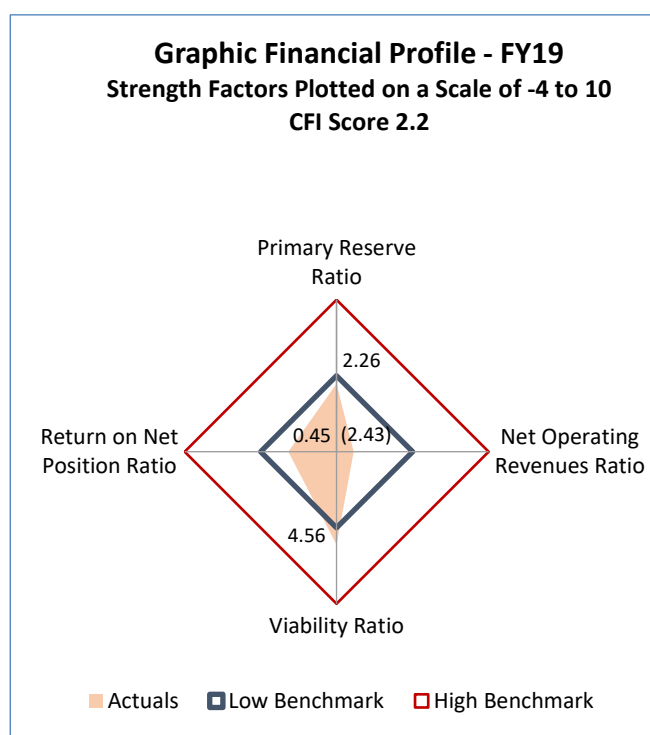 Graphic Financial Profile - FY19
Strength Factors Plotted on a Scale of -4 to 10
CFI Score 2.2
Primary Reserve
Ratio
2.26
Return on Net
Position Ratio
0.45
(2.43)
Net Operating
Revenues Ratio
4.56
Viability Ratio
Actuals
Low Benchmark
High Benchmark